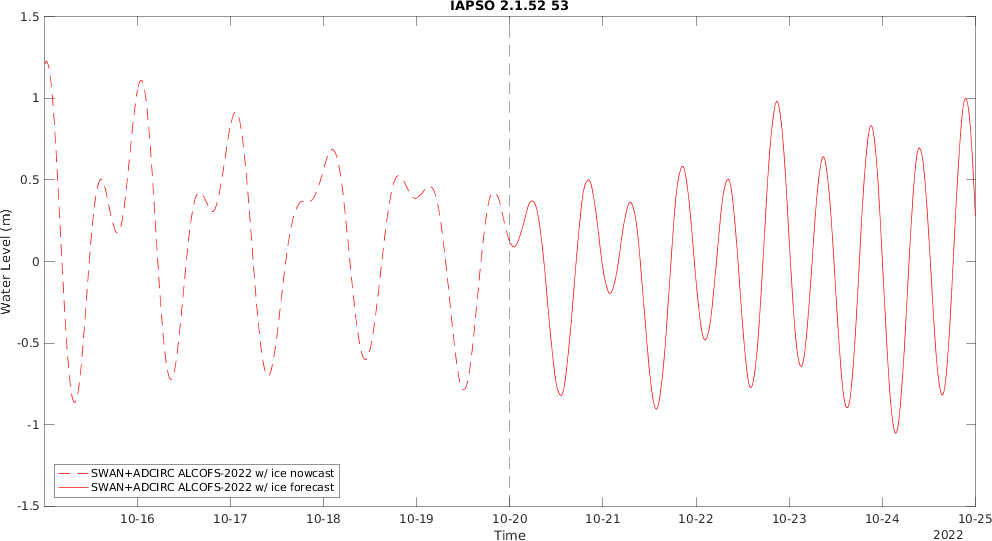 IAPSO 2.1.52 53
1.5
1
0.5
0
-0.5
-1
-1.5
Water Level (m)
SWAN+ADCIRC ALCOFS-2022 w/ ice nowcast
SWAN+ADCIRC ALCOFS-2022 w/ ice forecast
10-16 10-17 10-18 10-19 10-20 10-21 10-22 10-23 10-24 10-25
Time
2022